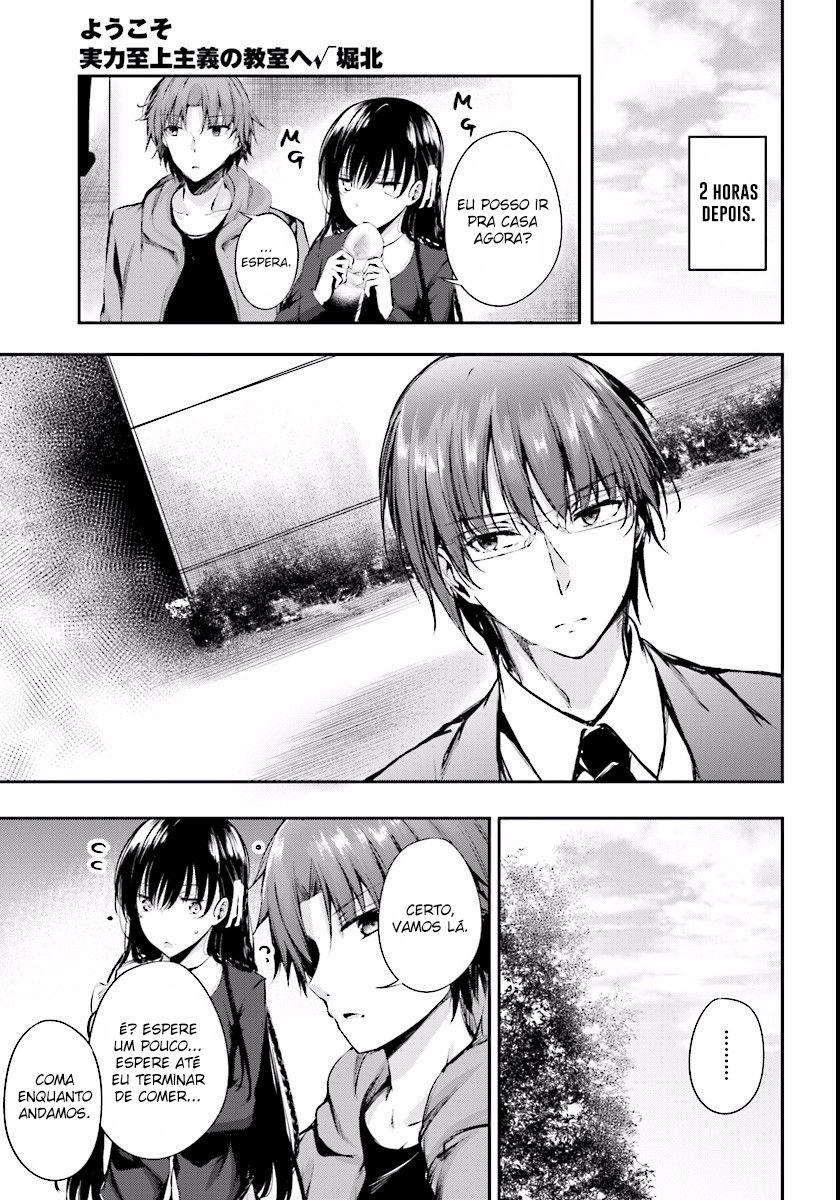 ようこそ
実力至上主義の教室へ√堀北
2 HORAS
DEPOIS.
EU POSSO IR
PRA CASA
AGORA?
MG
MG
...
ESPERA.
.........
CERTO,
VAMOS LÁ.
É? ESPERE
UM POUCO...
ESPERE ATÉ
EU TERMINAR
DE COMER...
COMA
ENQUANTO
ANDAMOS.